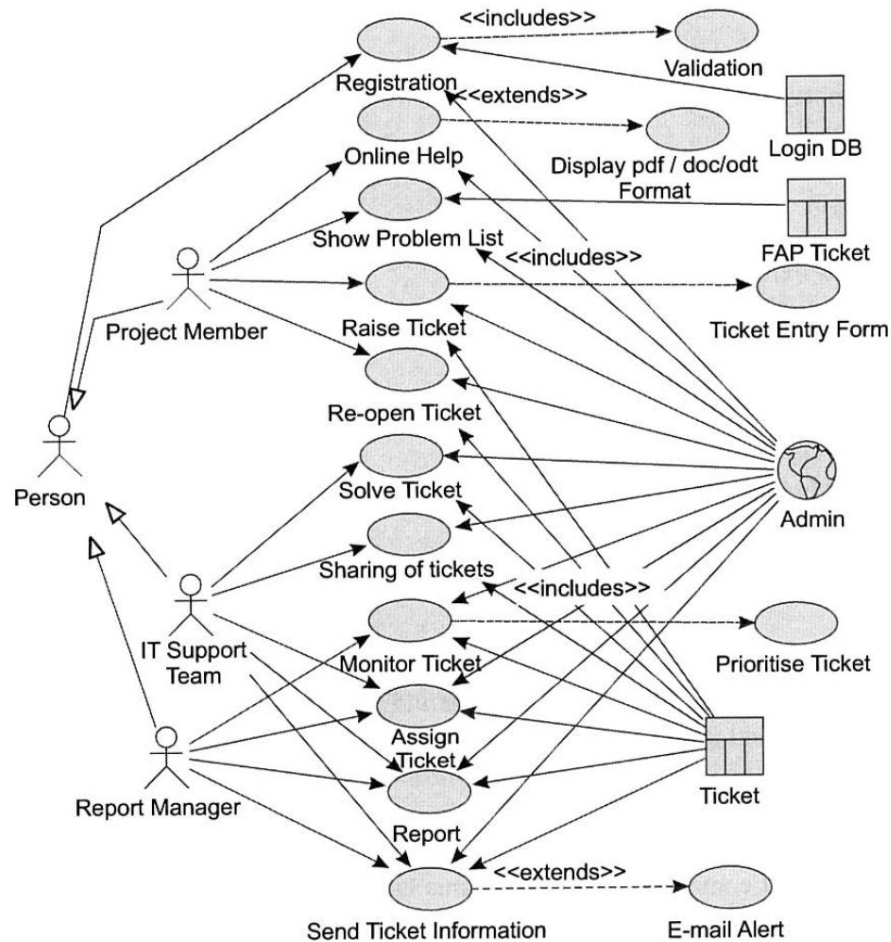 <<includes>>
Registration
Validation
<<extends>>
Login DB
Online Help
Display pdf / doc/odt
Format
Show Problem List
FAP Ticket
<<includes>>
Project Member
Raise Ticket
Ticket Entry Form
Re-open Ticket
Person
Solve Ticket
Admin
Sharing of tickets
<<includes>>
IT Support
Team
Monitor Ticket
Prioritise Ticket
Assign
Ticket
Report Manager
Ticket
Report
<<extends>>
Send Ticket Information
E-mail Alert